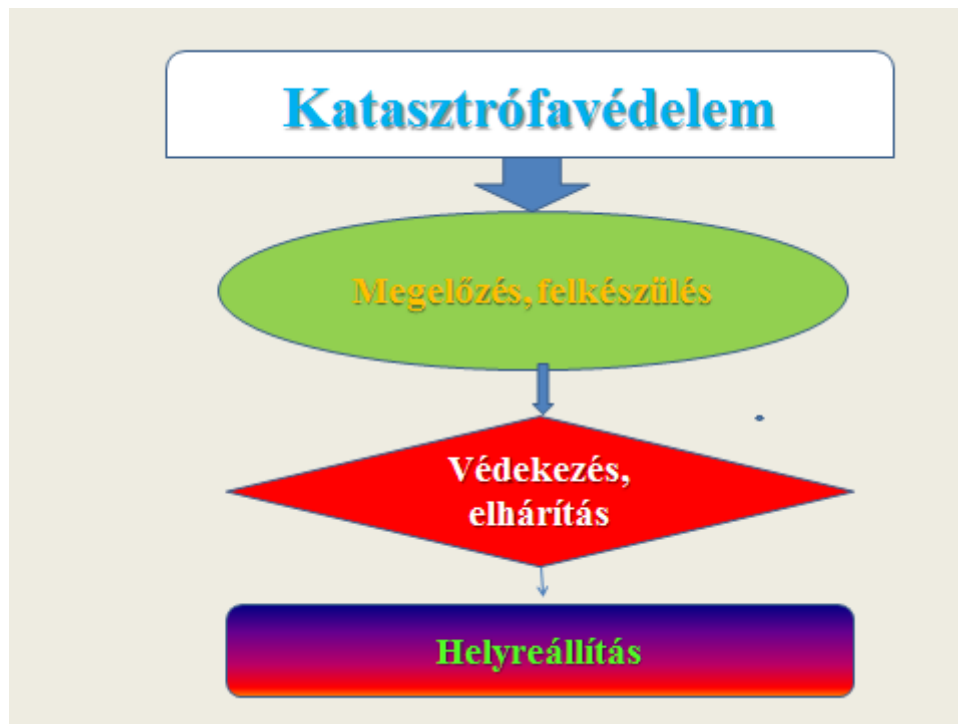 Katasztrófavédelem
Megelőzés, felkészülés
Védekezés,
elhárítás
Helyreállítás